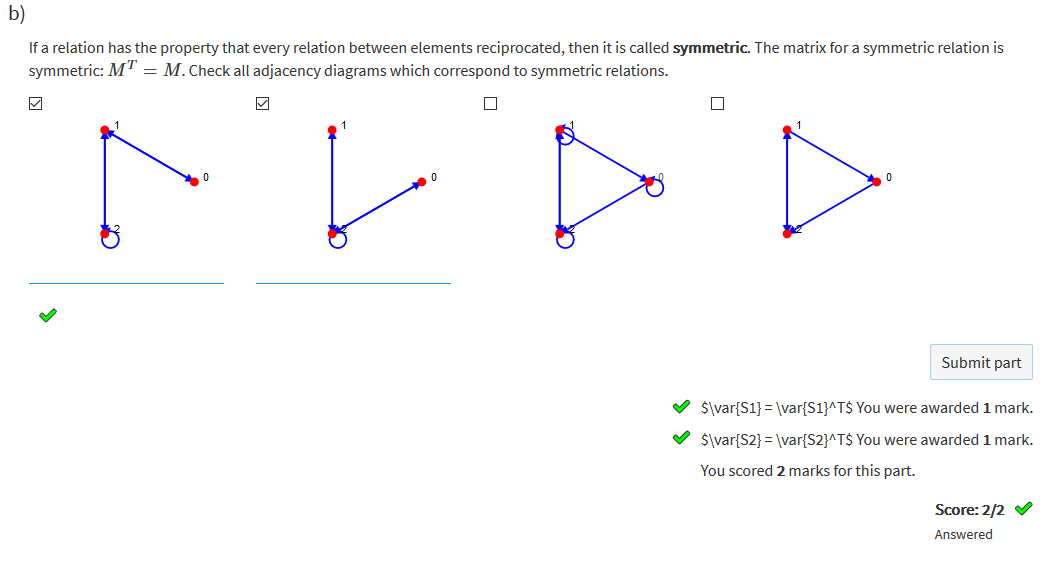 b)
If a relation has the property that every relation between elements reciprocated, then it is called symmetric. The matrix for a symmetric relation is
symmetric: M^T = M. Check all adjacency diagrams which correspond to symmetric relations.
1 1 1 1
0 0 0 0
2 2 2 2
Submit part
$\var{S1} = \var{S1}^T$ You were awarded 1 mark.
$\var{S2} = \var{S2}^T$ You were awarded 1 mark.
You scored 2 marks for this part.
Score: 2/2
Answered